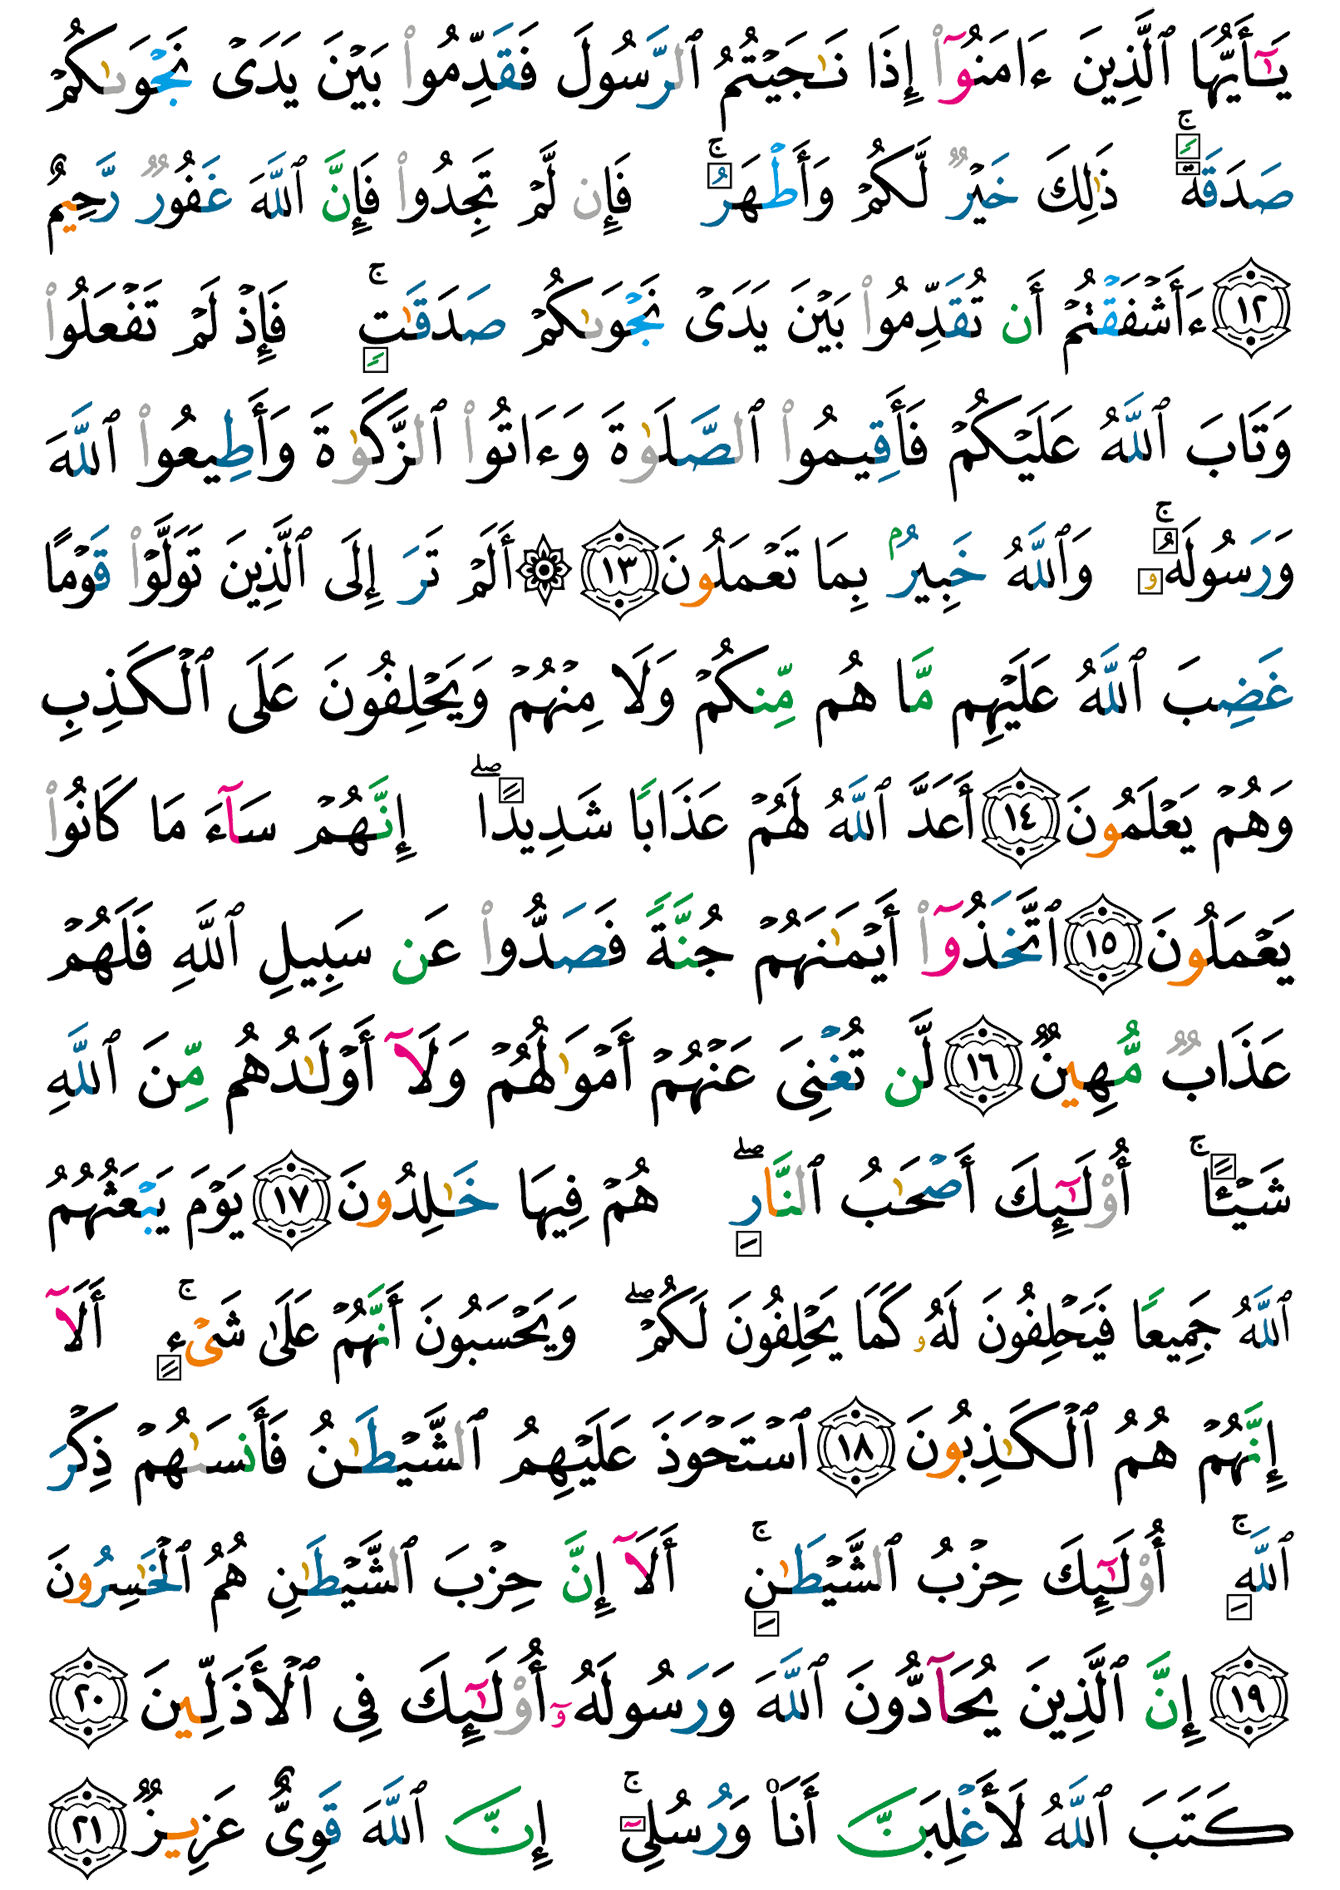 يَٰٓأَيُّهَا ٱلَّذِينَ ءَامَنُوٓا۟ إِذَا نَٰجَيْتُمُ ٱلرَّسُولَ فَقَدِّمُوا۟ بَيْنَ يَدَىْ نَجْوَىٰكُمْ
صَدَقَةً ۚ ذَٰلِكَ خَيْرٌ لَّكُمْ وَأَطْهَرُ ۚ فَإِن لَّمْ تَجِدُوا۟ فَإِنَّ ٱللَّهَ غَفُورٌ رَّحِيمٌ
١٢ ءَأَشْفَقْتُمْ أَن تُقَدِّمُوا۟ بَيْنَ يَدَىْ نَجْوَىٰكُمْ صَدَقَٰتٍ ۚ فَإِذْ لَمْ تَفْعَلُوا۟
وَتَابَ ٱللَّهُ عَلَيْكُمْ فَأَقِيمُوا۟ ٱلصَّلَوٰةَ وَءَاتُوا۟ ٱلزَّكَوٰةَ وَأَطِيعُوا۟ ٱللَّهَ
وَرَسُولَهُۥ ۚ وَٱللَّهُ خَبِيرٌۢ بِمَا تَعْمَلُونَ ١٣ ۞ أَلَمْ تَرَ إِلَى ٱلَّذِينَ تَوَلَّوْا۟ قَوْمًا
غَضِبَ ٱللَّهُ عَلَيْهِم مَّا هُم مِّنكُمْ وَلَا مِنْهُمْ وَيَحْلِفُونَ عَلَى ٱلْكَذِبِ
وَهُمْ يَعْلَمُونَ ١٤ أَعَدَّ ٱللَّهُ لَهُمْ عَذَابًا شَدِيدًا ۖ إِنَّهُمْ سَآءَ مَا كَانُوا۟
يَعْمَلُونَ ١٥ ٱتَّخَذُوٓا۟ أَيْمَٰنَهُمْ جُنَّةً فَصَدُّوا۟ عَن سَبِيلِ ٱللَّهِ فَلَهُمْ
عَذَابٌ مُّهِينٌ ١٦ لَّن تُغْنِىَ عَنْهُمْ أَمْوَٰلُهُمْ وَلَآ أَوْلَٰدُهُم مِّنَ ٱللَّهِ
شَيْـًٔا ۚ أُو۟لَٰٓئِكَ أَصْحَٰبُ ٱلنَّارِ ۖ هُمْ فِيهَا خَٰلِدُونَ ١٧ يَوْمَ يَبْعَثُهُمُ
ٱللَّهُ جَمِيعًا فَيَحْلِفُونَ لَهُۥ كَمَا يَحْلِفُونَ لَكُمْ ۖ وَيَحْسَبُونَ أَنَّهُمْ عَلَىٰ شَىْءٍ ۚ أَلَآ
إِنَّهُمْ هُمُ ٱلْكَٰذِبُونَ ١٨ ٱسْتَحْوَذَ عَلَيْهِمُ ٱلشَّيْطَٰنُ فَأَنسَىٰهُمْ ذِكْرَ
ٱللَّهِ ۚ أُو۟لَٰٓئِكَ حِزْبُ ٱلشَّيْطَٰنِ ۚ أَلَآ إِنَّ حِزْبَ ٱلشَّيْطَٰنِ هُمُ ٱلْخَٰسِرُونَ
١٩ إِنَّ ٱلَّذِينَ يُحَآدُّونَ ٱللَّهَ وَرَسُولَهُۥٓ أُو۟لَٰٓئِكَ فِى ٱلْأَذَلِّينَ ٢٠
كَتَبَ ٱللَّهُ لَأَغْلِبَنَّ أَنَا۠ وَرُسُلِىٓ ۚ إِنَّ ٱللَّهَ قَوِىٌّ عَزِيزٌ ٢١